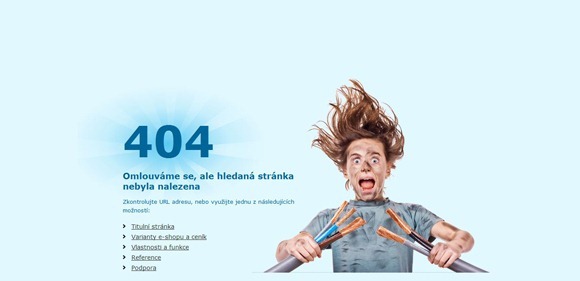 404
Omlouváme se, ale hledaná stránka
nebyla nalezena
Zkontrolujte URL adresu, nebo využijte jednu z následujících
možností:
Titulní stránka
Varianty e-shopu a ceník
Vlastnosti a funkce
Reference
Podpora